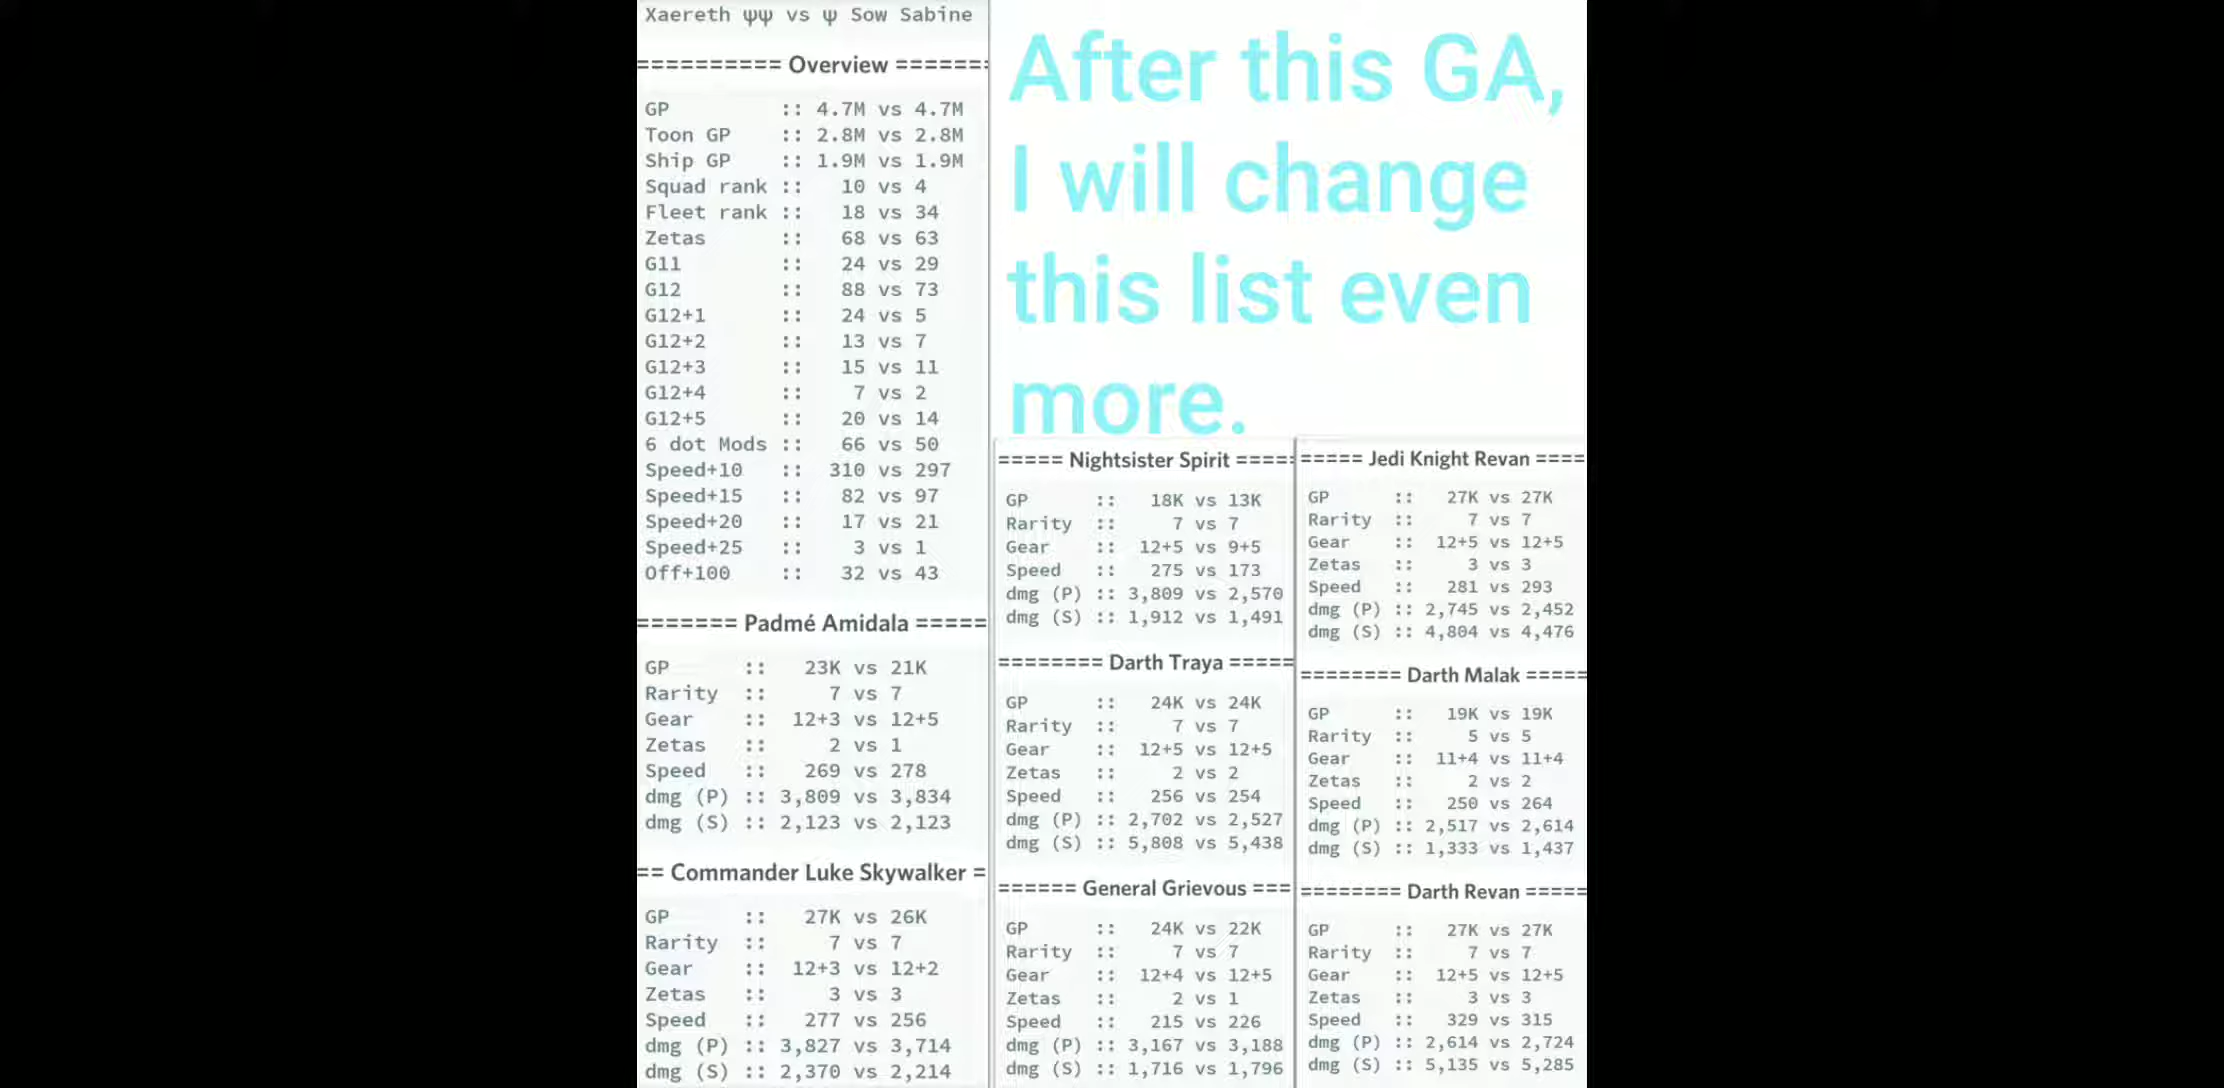 Xaereth ψψ vs ψ Sow Sabine
========== Overview =======
GP :: 4.7M vs 4.7M
Toon GP :: 2.8M vs 2.8M
Ship GP :: 1.9M vs 1.9M
Squad rank :: 10 vs 4
Fleet rank :: 18 vs 34
Zetas :: 68 vs 63
G11 :: 24 vs 29
G12 :: 88 vs 73
G12+1 :: 24 vs 5
G12+2 :: 13 vs 7
G12+3 :: 15 vs 11
G12+4 :: 7 vs 2
G12+5 :: 20 vs 14
6 dot Mods :: 66 vs 50
Speed+10 :: 310 vs 297
Speed+15 :: 82 vs 97
Speed+20 :: 17 vs 21
Speed+25 :: 3 vs 1
Off+100 :: 32 vs 43
======= Padmé Amidala =====
GP :: 23K vs 21K
Rarity :: 7 vs 7
Gear :: 12+3 vs 12+5
Zetas :: 2 vs 1
Speed :: 269 vs 278
dmg (P) :: 3,809 vs 3,834
dmg (S) :: 2,123 vs 2,123
== Commander Luke Skywalker =
GP :: 27K vs 26K
Rarity :: 7 vs 7
Gear :: 12+3 vs 12+2
Zetas :: 3 vs 3
Speed :: 277 vs 256
dmg (P) :: 3,827 vs 3,714
dmg (S) :: 2,370 vs 2,214
After this GA,
I will change
this list even
more.
===== Nightsister Spirit =====
GP :: 18K vs 13K
Rarity :: 7 vs 7
Gear :: 12+5 vs 9+5
Speed :: 275 vs 173
dmg (P) :: 3,809 vs 2,570
dmg (S) :: 1,912 vs 1,491
======== Darth Traya =====
GP :: 24K vs 24K
Rarity :: 7 vs 7
Gear :: 12+5 vs 12+5
Zetas :: 2 vs 2
Speed :: 256 vs 254
dmg (P) :: 2,702 vs 2,527
dmg (S) :: 5,808 vs 5,438
====== General Grievous ===
GP :: 24K vs 22K
Rarity :: 7 vs 7
Gear :: 12+4 vs 12+5
Zetas :: 2 vs 1
Speed :: 215 vs 226
dmg (P) :: 3,167 vs 3,188
dmg (S) :: 1,716 vs 1,796
===== Jedi Knight Revan ====
GP :: 27K vs 27K
Rarity :: 7 vs 7
Gear :: 12+5 vs 12+5
Zetas :: 3 vs 3
Speed :: 281 vs 293
dmg (P) :: 2,745 vs 2,452
dmg (S) :: 4,804 vs 4,476
======== Darth Malak =====
GP :: 19K vs 19K
Rarity :: 5 vs 5
Gear :: 11+4 vs 11+4
Zetas :: 2 vs 2
Speed :: 250 vs 264
dmg (P) :: 2,517 vs 2,614
dmg (S) :: 1,333 vs 1,437
======== Darth Revan =====
GP :: 27K vs 27K
Rarity :: 7 vs 7
Gear :: 12+5 vs 12+5
Zetas :: 3 vs 3
Speed :: 329 vs 315
dmg (P) :: 2,614 vs 2,724
dmg (S) :: 5,135 vs 5,285